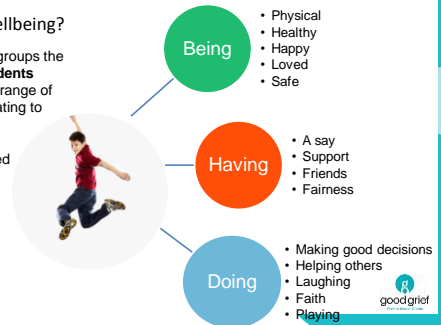 ellbeing?
groups the
dents
range of
ating to
ed
Being
• Physical
• Healthy
• Happy
• Loved
• Safe
Having
• A say
• Support
• Friends
• Fairness
Doing
• Making good decisions
• Helping others
• Laughing
• Faith
• Playing
good grief